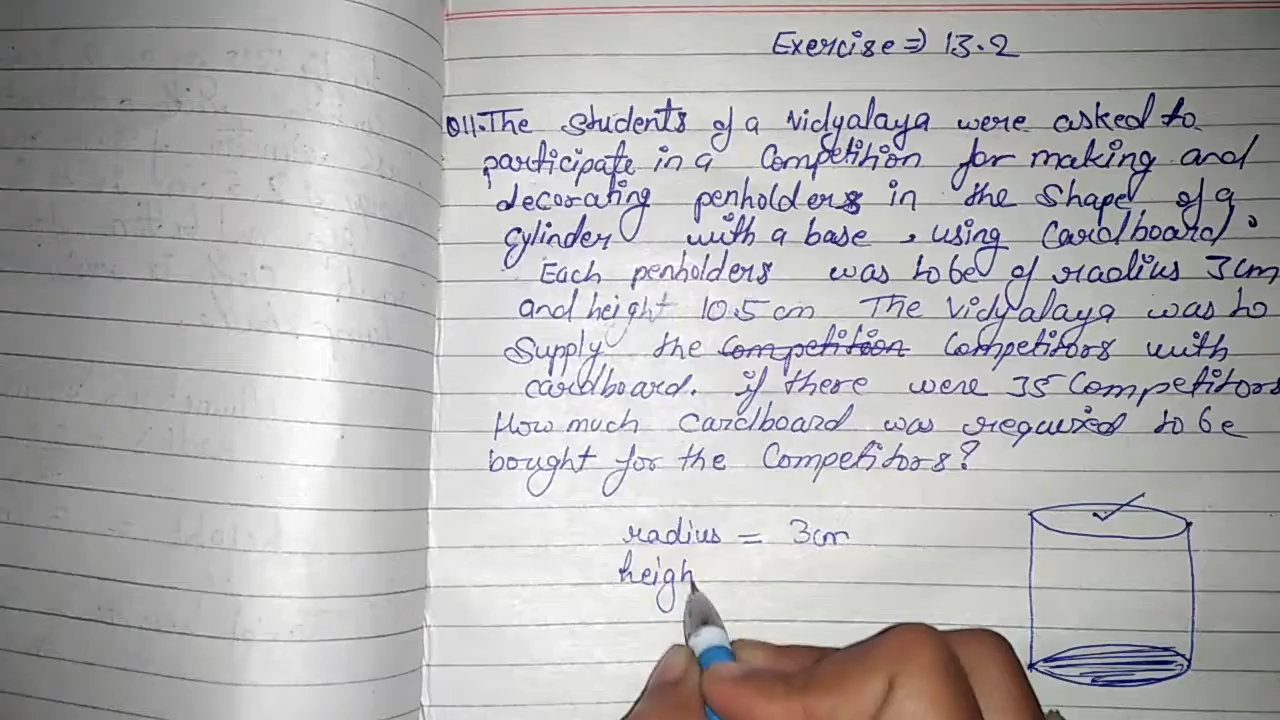 Exercise ⇒ 13.2
Q11. The students of a vidyalaya were asked to
participate in a Competition for making and
decorating penholders in the shape of a
cylinder with a base, using Cardboard.
Each penholders was to be of radius 3cm
and height 10.5 cm The Vidyalaya was to
Supply the Competition Competitors with
cardboard. if there were 35 Competitors
How much Cardboard was required to be
bought for the Competitors?
radius = 3cm
heigh